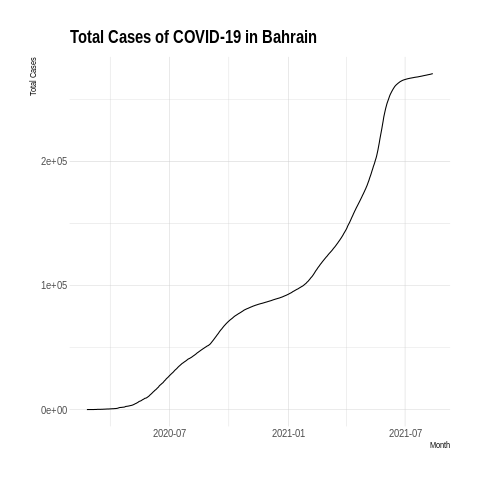 Total Cases of COVID-19 in Bahrain
Total Cases
2e+05
1e+05
0e+00
2020-07
2021-01
2021-07
Month